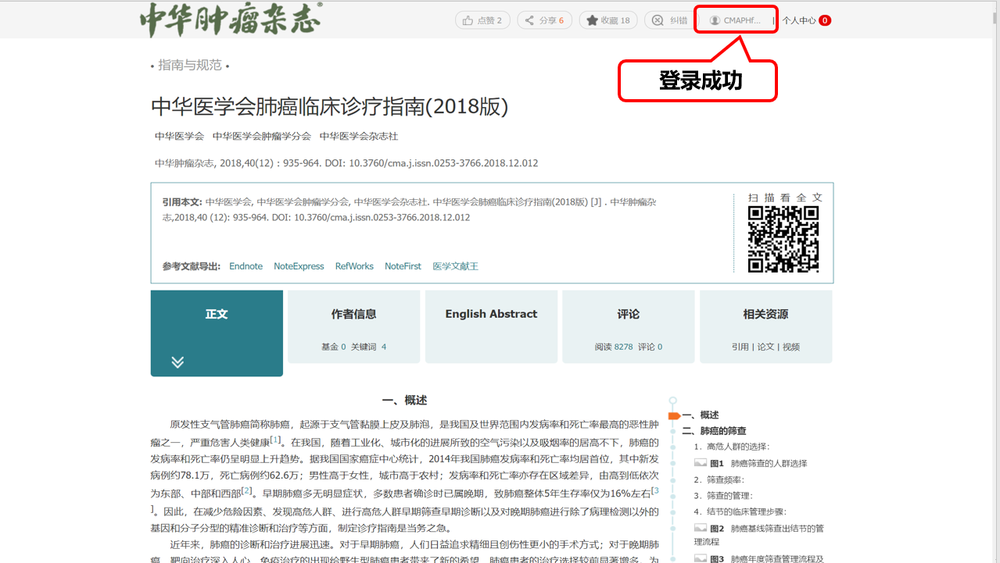 中华肿瘤杂志®
点赞 2 分享 6 收藏 18 纠错 CMAPHf... | 个人中心 0
登录成功
• 指南与规范 •
中华医学会肺癌临床诊疗指南(2018版)
中华医学会 中华医学会肿瘤学分会 中华医学会杂志社
中华肿瘤杂志, 2018,40(12) : 935-964. DOI: 10.3760/cma.j.issn.0253-3766.2018.12.012
引用本文: 中华医学会, 中华医学会肿瘤学分会, 中华医学会杂志社. 中华医学会肺癌临床诊疗指南(2018版) [J] . 中华肿瘤杂
志,2018,40 (12): 935-964. DOI: 10.3760/cma.j.issn.0253-3766.2018.12.012
参考文献导出: Endnote NoteExpress RefWorks NoteFirst 医学文献王
扫描看全文
正文
作者信息
基金 0 关键词 4
English Abstract
评论
阅读 8278 评论 0
相关资源
引用 | 论文 | 视频
一、概述
原发性支气管肺癌简称肺癌，起源于支气管黏膜上皮及肺泡，是我国及世界范围内发病率和死亡率最高的恶性肿
瘤之一，严重危害人类健康[1]。在我国，随着工业化、城市化的进展所致的空气污染以及吸烟率的居高不下，肺癌的
发病率和死亡率仍呈明显上升趋势。据我国国家癌症中心统计，2014年我国肺癌发病率和死亡率均居首位，其中新发
病例约78.1万，死亡病例约62.6万；男性高于女性，城市高于农村；发病率和死亡率亦存在区域差异，由高到低依次
为东部、中部和西部[2]。早期肺癌多无明显症状，多数患者确诊时已属晚期，致肺癌整体5年生存率仅为16%左右[3
]。因此，在减少危险因素、发现高危人群、进行高危人群早期筛查早期诊断以及对晚期肺癌进行除了病理检测以外的
基因和分子分型的精准诊断和治疗等方面，制定诊疗指南是当务之急。
近年来，肺癌的诊断和治疗进展迅速。对于早期肺癌，人们日益追求精细且创伤性更小的手术方式；对于晚期肺
癌，靶向治疗深入人心，免疫治疗的出现给野生型肺癌患者带来了新的希望，肺癌患者的治疗选择较前显著增多。为
一、概述
二、肺癌的筛查
1．高危人群的选择：
图1 肺癌筛查的人群选择
2．筛查频率：
3．筛查的管理：
4．结节的临床管理步骤：
图2 肺癌基线筛查出结节的管
理流程
图3 肺癌年度筛查管理流程及